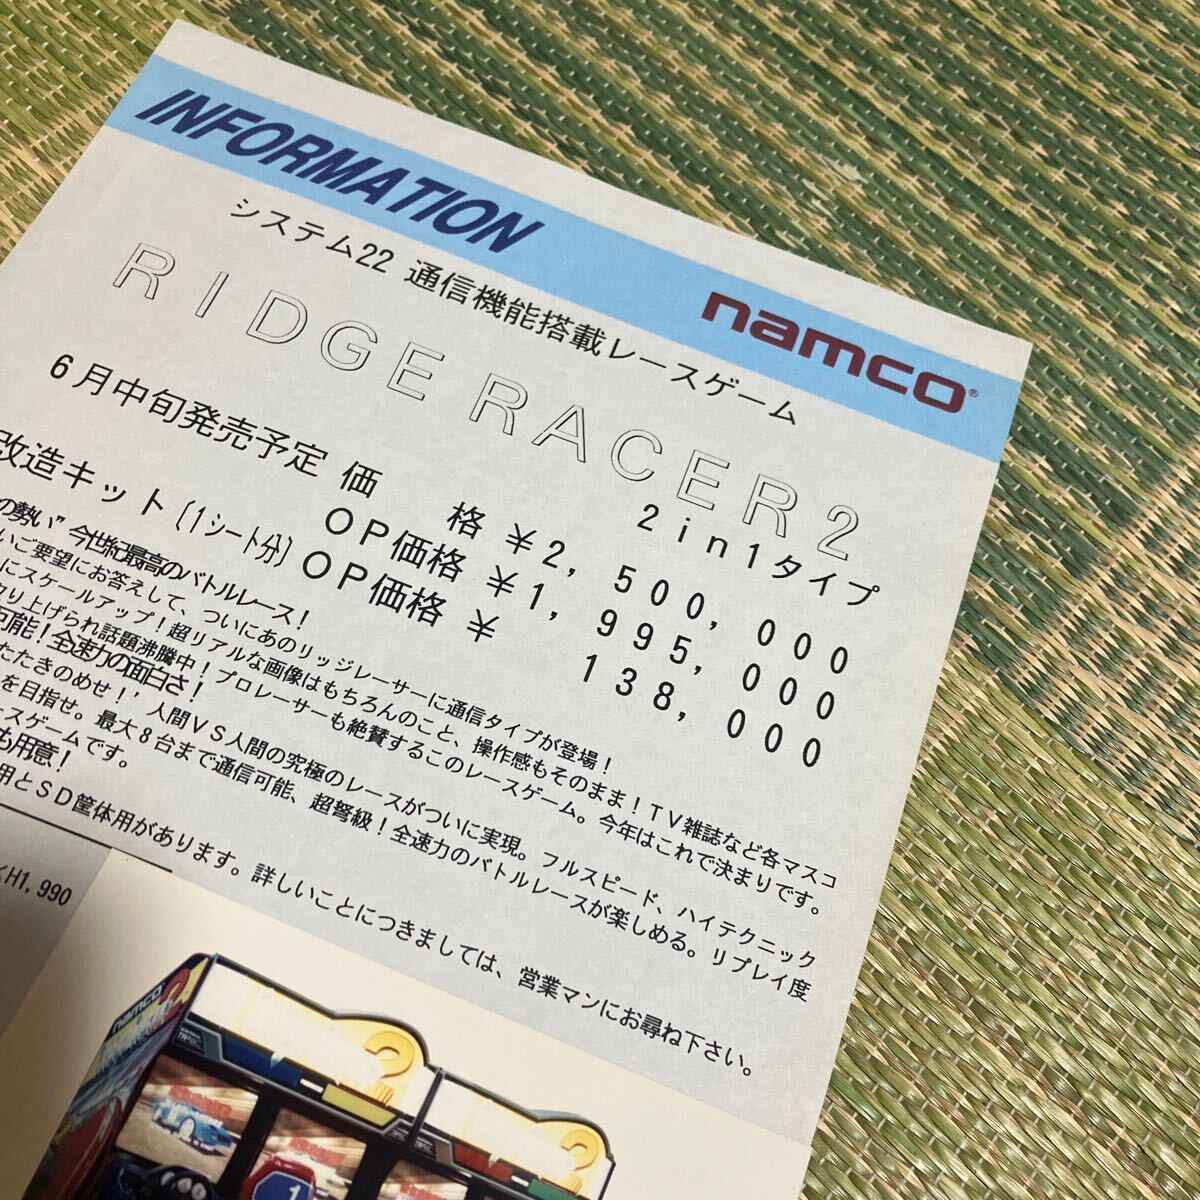 INFORMATION
namco®
システム22 通信機能搭載レースゲーム
RIDGE RACER 2
2in1タイプ
6月中旬発売予定 価 格 ¥2,500,000
OP価格 ¥1,995,000
改造キット(1シート分) OP価格 ¥ 138,000
の勢い”今世紀最高のバトルレース!
いご要望にお答えして、ついにあのリッジレーサーに通信タイプが登場!
にスケールアップ!超リアルな画像はもちろんのこと、操作感もそのまま!TV雑誌など各マスコ
り上げられ話題沸騰中!プロレーサーも絶賛するこのレースゲーム。今年はこれで決まりです。
可能!全速力の面白さ!
たたきのめせ!’人間VS人間の究極のレースがついに実現。フルスピード、ハイテクニック
を目指せ。最大8台まで通信可能、超弩級!全速力のバトルレースが楽しめる。リプレイ度
ースゲームです。
も用意!
用とSD筐体用があります。詳しいことにつきましては、営業マンにお尋ね下さい。
H1,990
namco
2
2
1